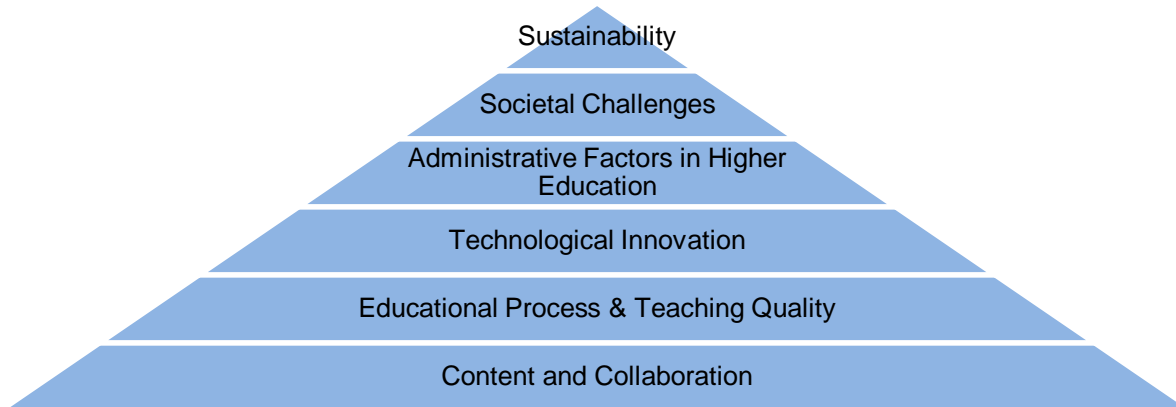 Sustainability
Societal Challenges
Administrative Factors in Higher
Education
Technological Innovation
Educational Process & Teaching Quality
Content and Collaboration